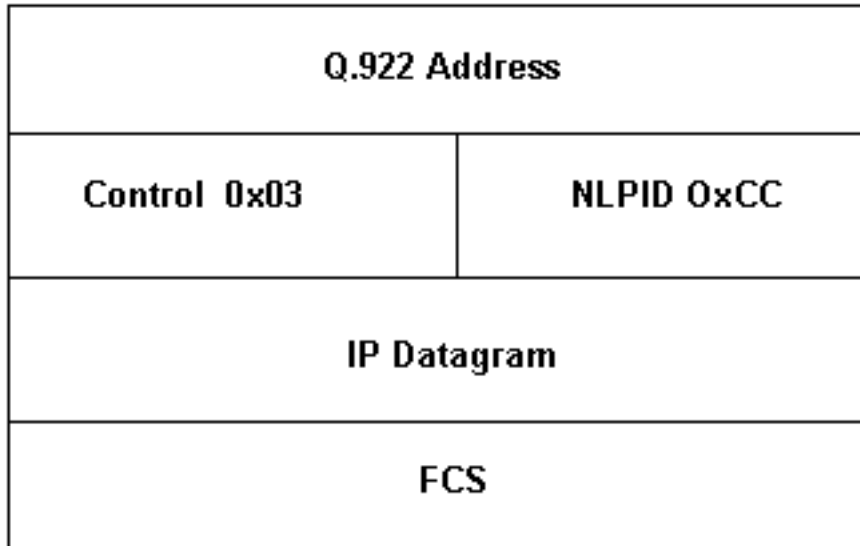 Q.922 Address
Control 0x03
NLPID OxCC
IP Datagram
FCS